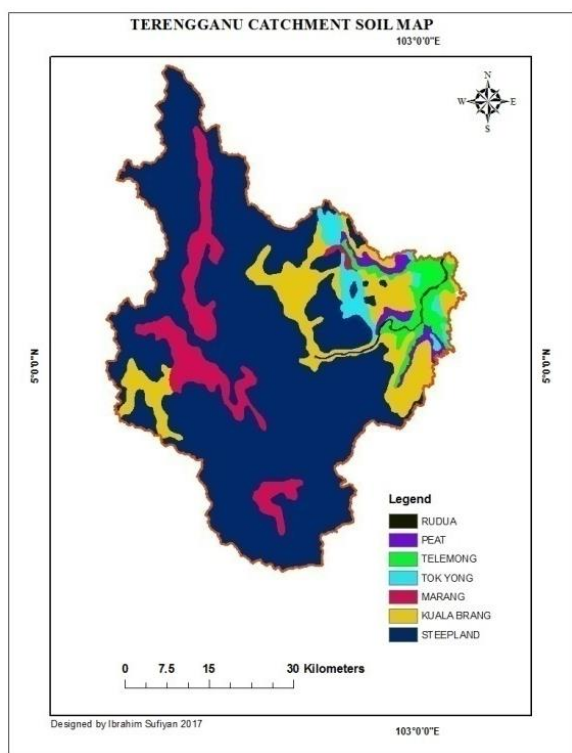 TERENGGANU CATCHMENT SOIL MAP
103°0'0"E
N
W E
S
5°0'0"N
5°0'0"N
Legend
RUDUA
PEAT
TELEMONG
TOK YONG
MARANG
KUALA BRANG
STEEPLAND
0 7.5 15 30 Kilometers
Designed by Ibrahim Sufiyan 2017
103°0'0"E